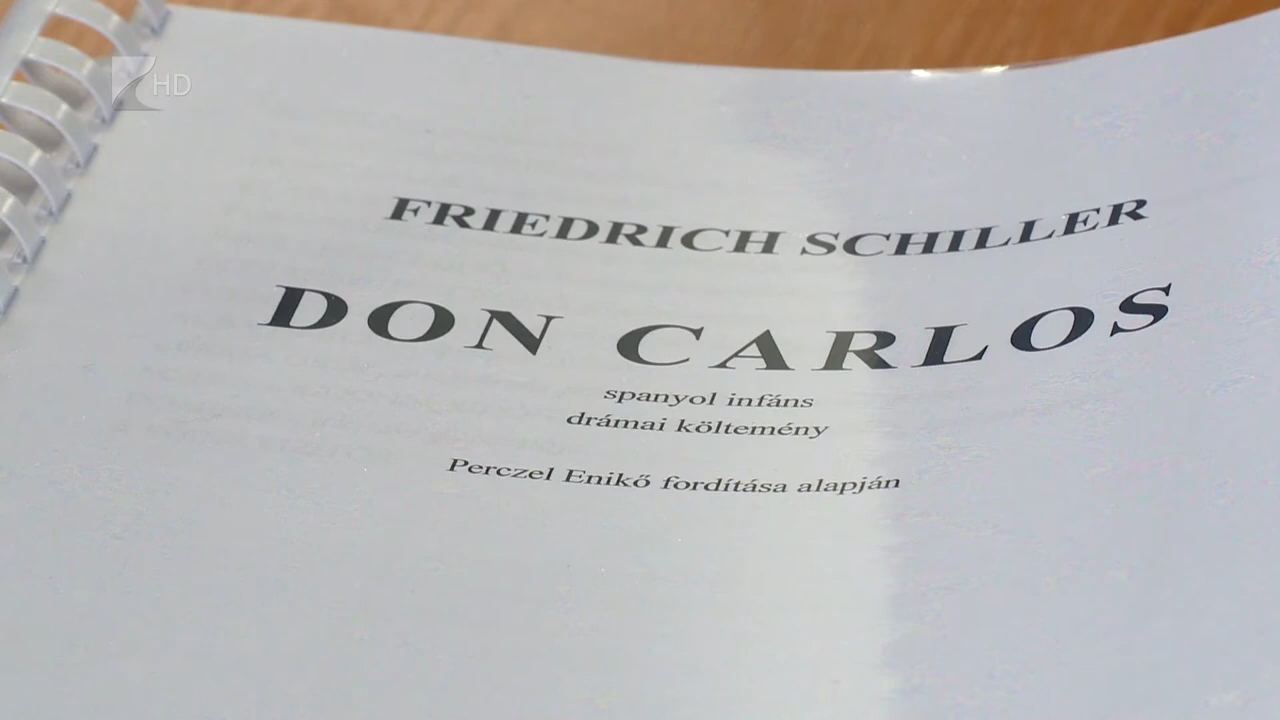 HD
FRIEDRICH SCHILLER
DON CARLOS
spanyol infáns
drámai költemény
Perczel Enikő fordítása alapján